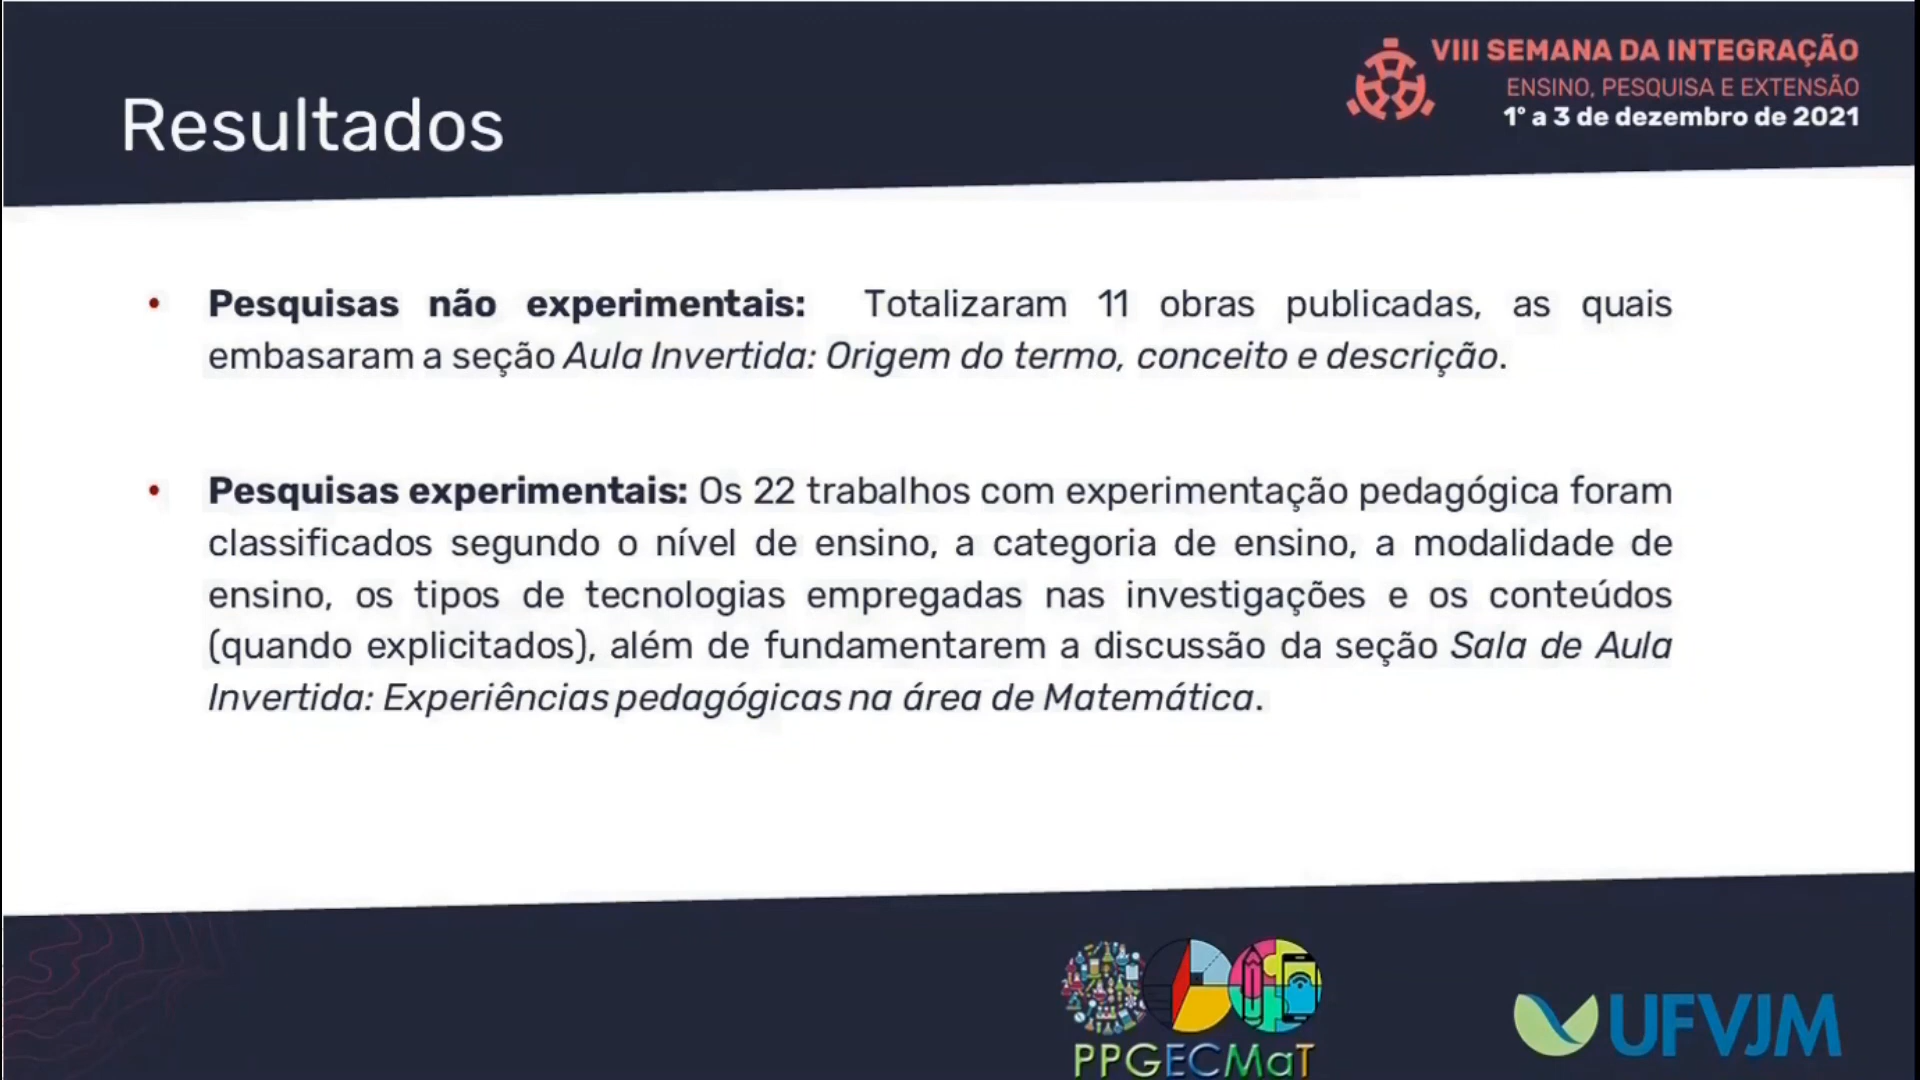 VIII SEMANA DA INTEGRAÇÃO
ENSINO, PESQUISA E EXTENSÃO
1° a 3 de dezembro de 2021
Resultados
• Pesquisas não experimentais: Totalizaram 11 obras publicadas, as quais
embasaram a seção Aula Invertida: Origem do termo, conceito e descrição.
• Pesquisas experimentais: Os 22 trabalhos com experimentação pedagógica foram
classificados segundo o nível de ensino, a categoria de ensino, a modalidade de
ensino, os tipos de tecnologias empregadas nas investigações e os conteúdos
(quando explicitados), além de fundamentarem a discussão da seção Sala de Aula
Invertida: Experiências pedagógicas na área de Matemática.
PPGECMaT
UFVJM